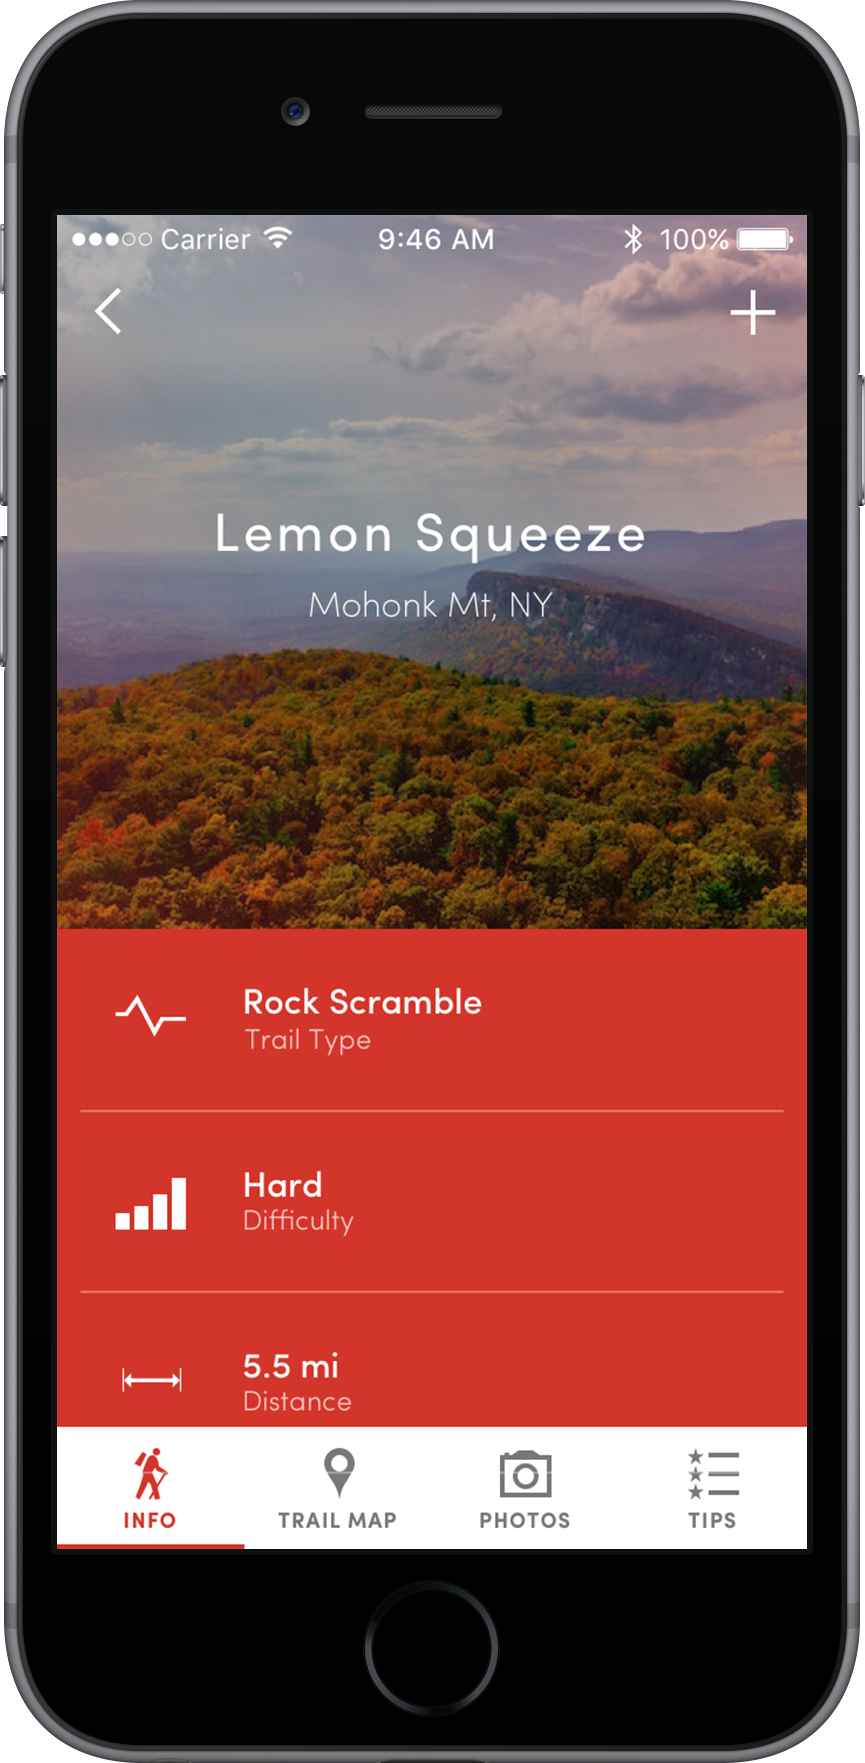 Carrier 9:46 AM 100%
Lemon Squeeze
Mohonk Mt, NY
Rock Scramble
Trail Type
Hard
Difficulty
5.5 mi
Distance
INFO TRAIL MAP PHOTOS TIPS